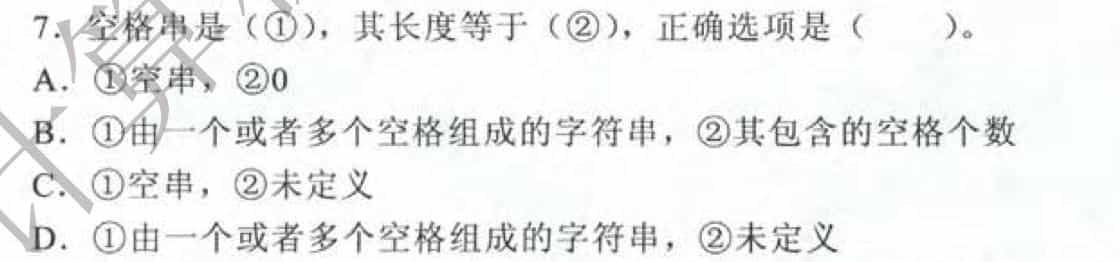 7．空格串是（①），其长度等于（②），正确选项是（　　）。
A．①空串，②0
B．①由一个或者多个空格组成的字符串，②其包含的空格个数
C．①空串，②未定义
D．①由一个或者多个空格组成的字符串，②未定义